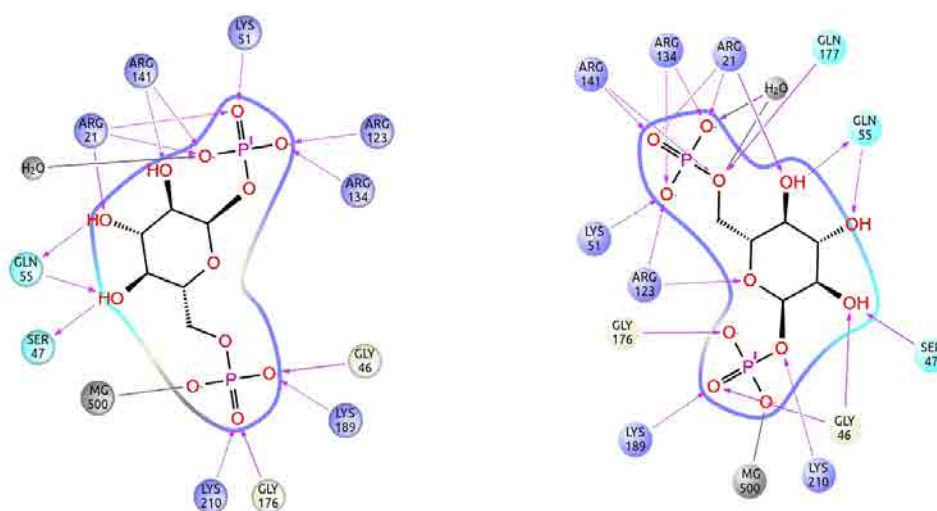 LYS
51
ARG
141
ARG
21
H₂O
O
O-
P
O-
ARG
123
ARG
134
O
HO
HO
O
HO
GLN
55
SER
47
O
MG
500
O-
P
O-
O
GLY
46
LYS
189
LYS
210
GLY
176
ARG
134
ARG
21
GLN
177
ARG
141
H₂O
GLN
55
O
O-
P
O-
O
OH
OH
OH
O
LYS
51
ARG
123
GLY
176
O-
O
P
O
O-
SER
47
GLY
46
LYS
189
MG
500
LYS
210